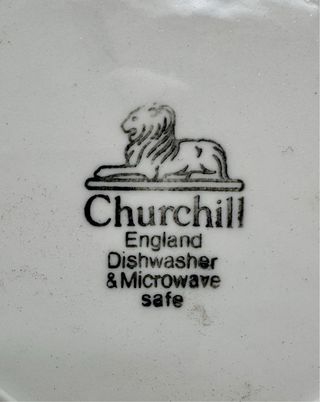 Churchill
England
Dishwasher
& Microwave
safe